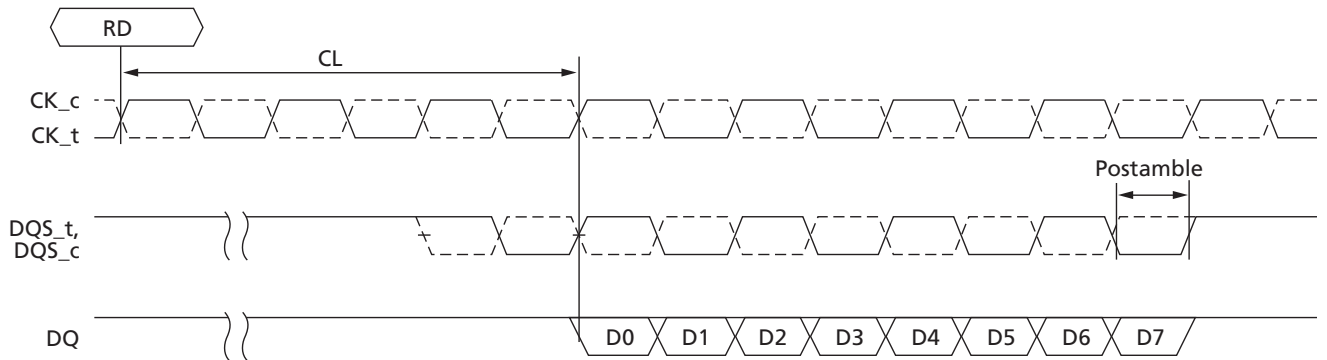 RD
CL
CK_c
CK_t
Postamble
DQS_t,
DQS_c
DQ D0 D1 D2 D3 D4 D5 D6 D7